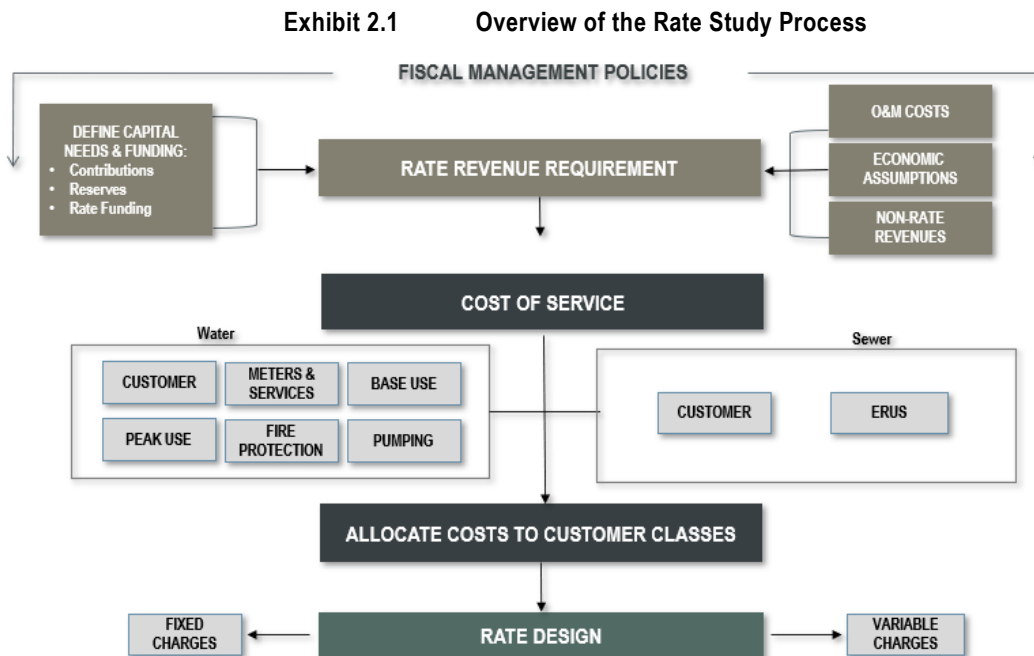 Exhibit 2.1 Overview of the Rate Study Process
FISCAL MANAGEMENT POLICIES
DEFINE CAPITAL
NEEDS & FUNDING:
• Contributions
• Reserves
• Rate Funding
RATE REVENUE REQUIREMENT
O&M COSTS
ECONOMIC
ASSUMPTIONS
NON-RATE
REVENUES
COST OF SERVICE
Water
CUSTOMER
METERS &
SERVICES
BASE USE
PEAK USE
FIRE
PROTECTION
PUMPING
Sewer
CUSTOMER
ERUS
ALLOCATE COSTS TO CUSTOMER CLASSES
FIXED
CHARGES
RATE DESIGN
VARIABLE
CHARGES